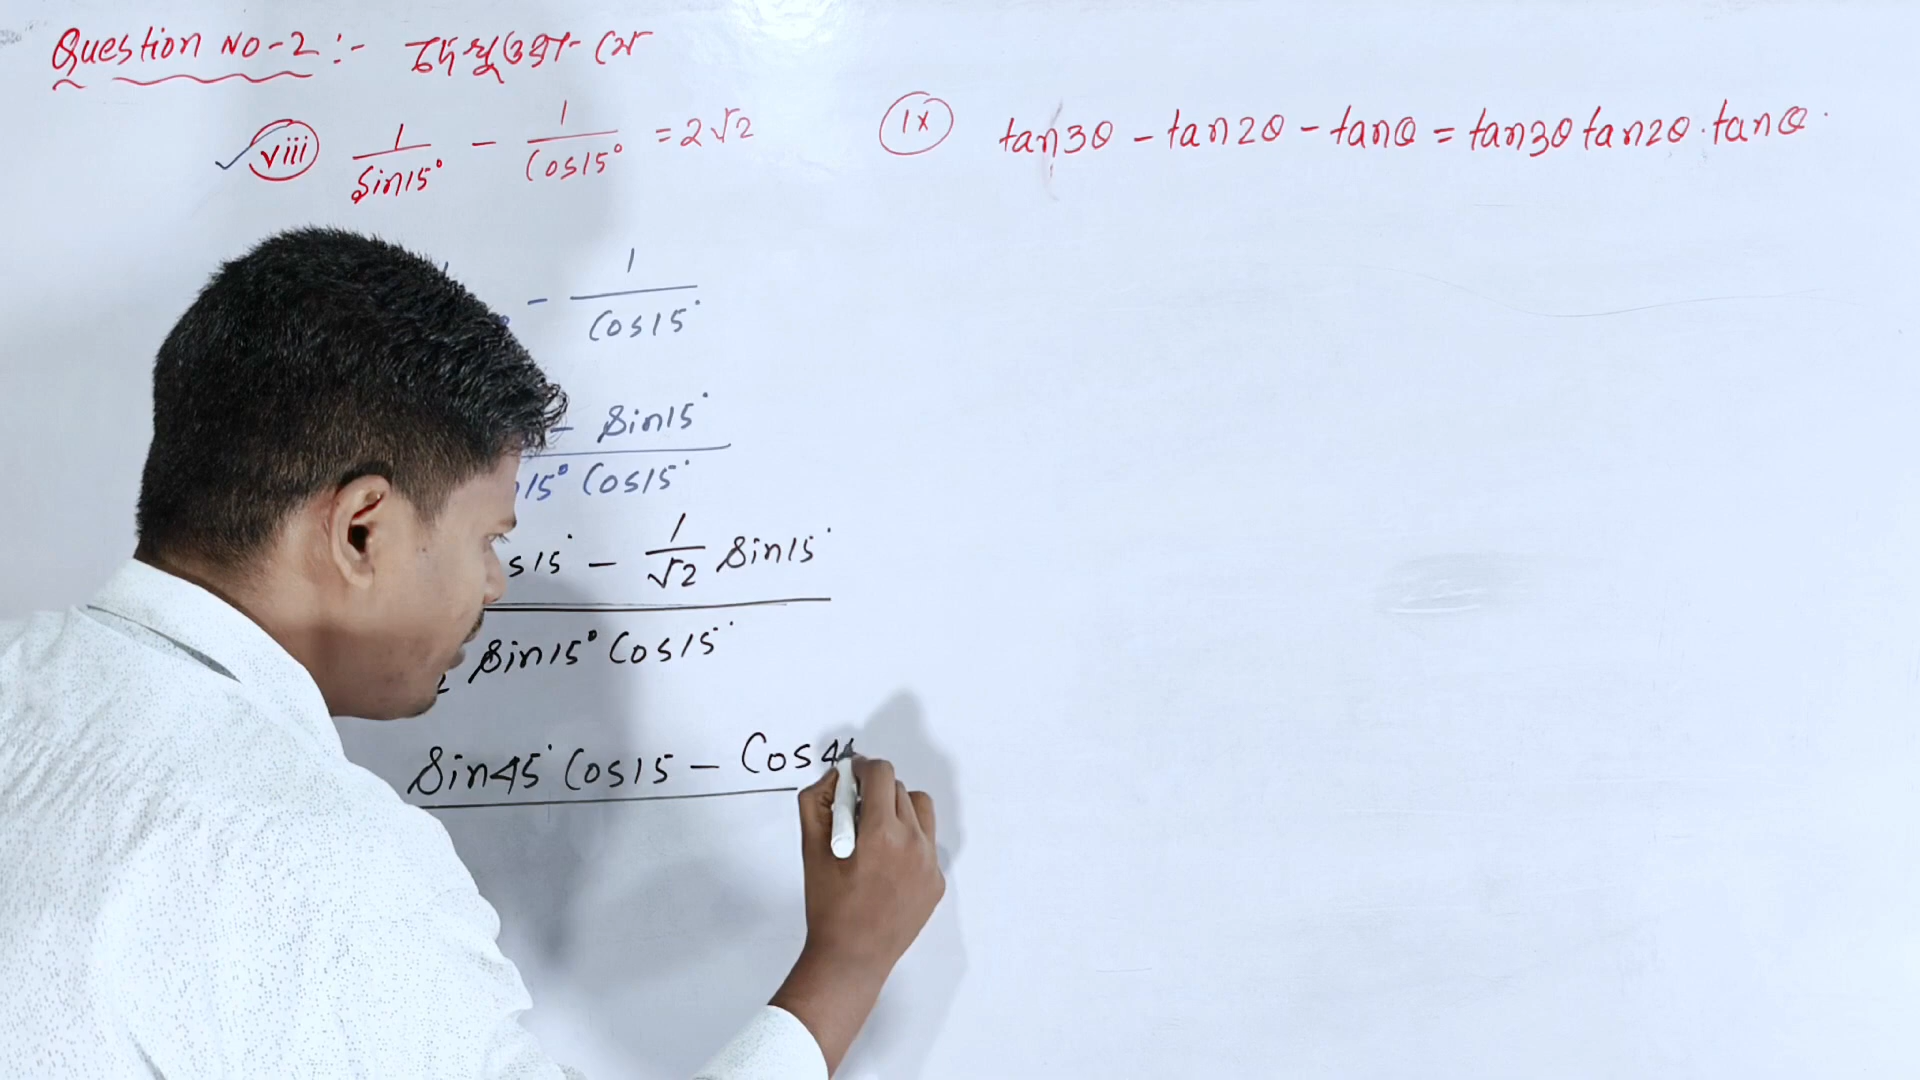 Question No-2 :- দেখুওৱা যে
viii) 1/Sin15° - 1/Cos15° = 2√2
- 1/Cos15°
- Sin15°
15° Cos15°
s15° - 1/√2 Sin15°
Sin15° Cos15°
Sin45° Cos15 - Cos4
ix) tan3θ - tan2θ - tanθ = tan3θ tan2θ . tanθ .